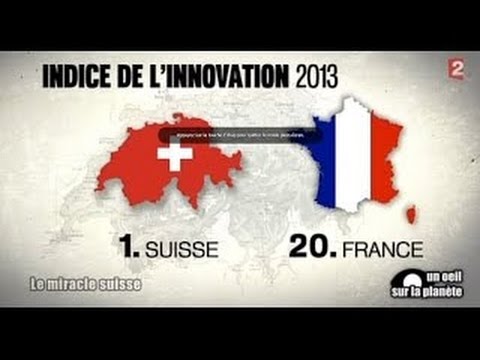 INDICE DE L'INNOVATION 2013
2
1. SUISSE
20. FRANCE
Le miracle suisse
un oeil
sur la planète